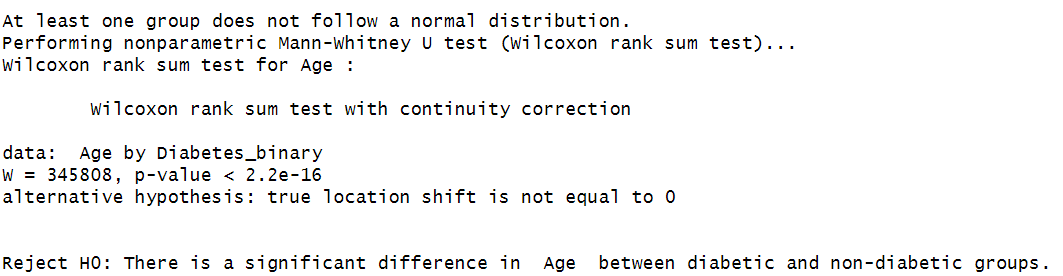 At least one group does not follow a normal distribution.
Performing nonparametric Mann-Whitney U test (Wilcoxon rank sum test)...
Wilcoxon rank sum test for Age :
Wilcoxon rank sum test with continuity correction
data:  Age by Diabetes_binary
W = 345808, p-value < 2.2e-16
alternative hypothesis: true location shift is not equal to 0
Reject H0: There is a significant difference in  Age  between diabetic and non-diabetic groups.